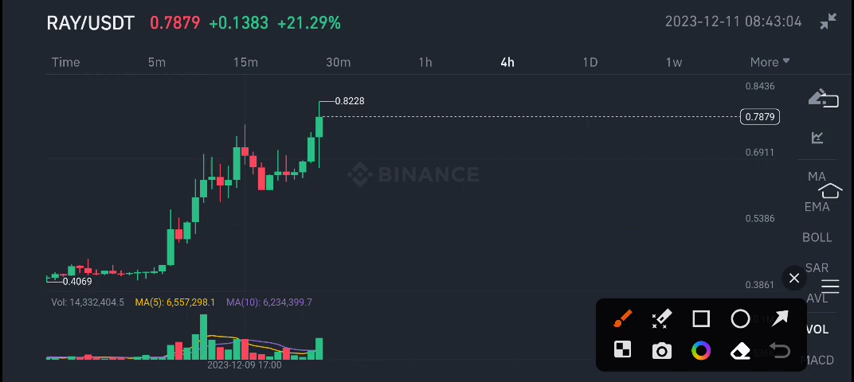 RAY/USDT 0.7879 +0.1383 +21.29% 2023-12-11 08:43:04
Time 5m 15m 30m 1h 4h 1D 1w More
0.8436
0.8228
0.7879
0.6911
MA
BINANCE
EMA
0.5386
BOLL
SAR
0.4069
0.3861
AVL
Vol: 14,332,404.5 MA(5): 6,557,298.1 MA(10): 6,234,399.7
VOL
MACD
2023-12-09 17:00